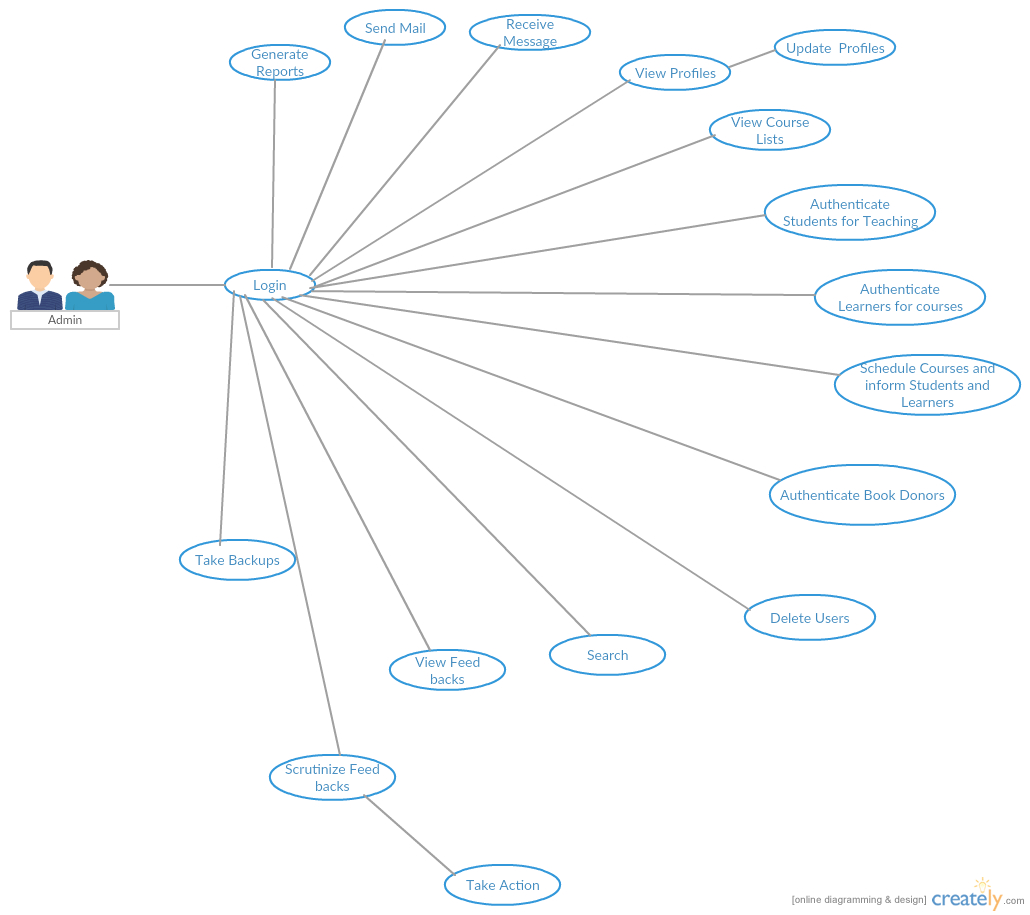 Send Mail
Receive
Message
Generate
Reports
Update Profiles
View Profiles
View Course
Lists
Authenticate
Students for Teaching
Login
Admin
Authenticate
Learners for courses
Schedule Courses and
inform Students and
Learners
Authenticate Book Donors
Take Backups
Delete Users
Search
View Feed
backs
Scrutinize Feed
backs
Take Action
[online diagramming & design] creately.com